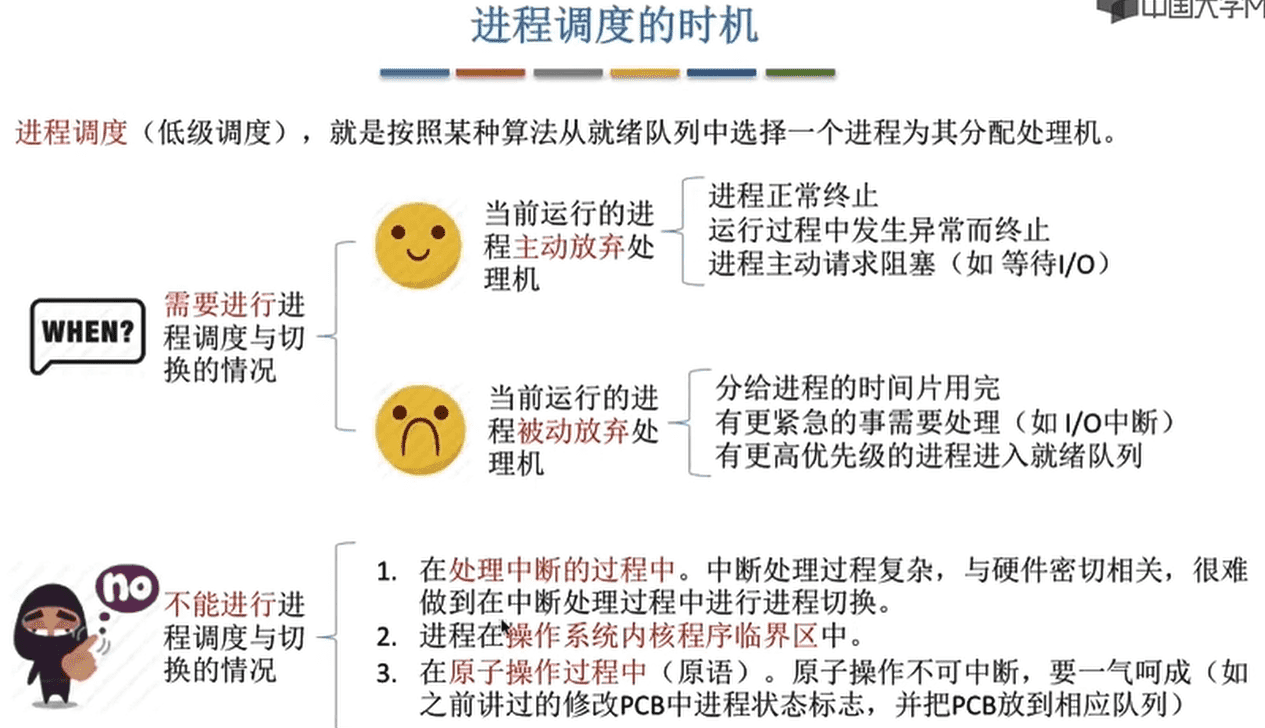 中国大学M
进程调度的时机
进程调度（低级调度），就是按照某种算法从就绪队列中选择一个进程为其分配处理机。
WHEN?
需要进行进
程调度与切
换的情况
当前运行的进
程主动放弃处
理机
进程正常终止
运行过程中发生异常而终止
进程主动请求阻塞（如 等待I/O）
当前运行的进
程被动放弃处
理机
分给进程的时间片用完
有更紧急的事需要处理（如 I/O中断）
有更高优先级的进程进入就绪队列
no
不能进行进
程调度与切
换的情况
1. 在处理中断的过程中。中断处理过程复杂，与硬件密切相关，很难
做到在中断处理过程中进行进程切换。
2. 进程在操作系统内核程序临界区中。
3. 在原子操作过程中（原语）。原子操作不可中断，要一气呵成（如
之前讲过的修改PCB中进程状态标志，并把PCB放到相应队列）